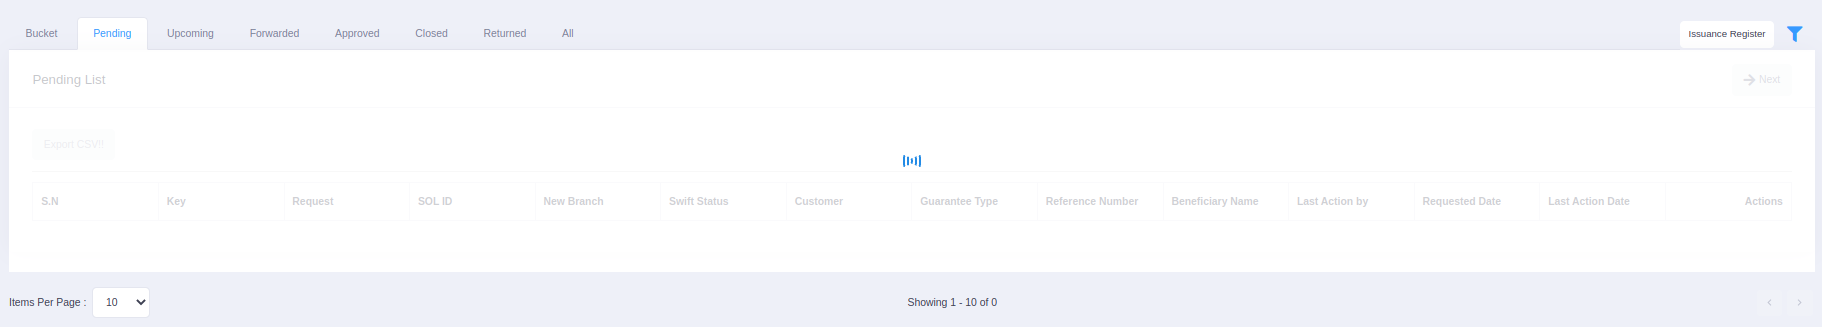 Bucket Pending Upcoming Forwarded Approved Closed Returned All Issuance Register
Pending List Next
Export CSV!!
S.N Key Request SOL ID New Branch Swift Status Customer Guarantee Type Reference Number Beneficiary Name Last Action by Requested Date Last Action Date Actions
Items Per Page : 10 Showing 1 - 10 of 0